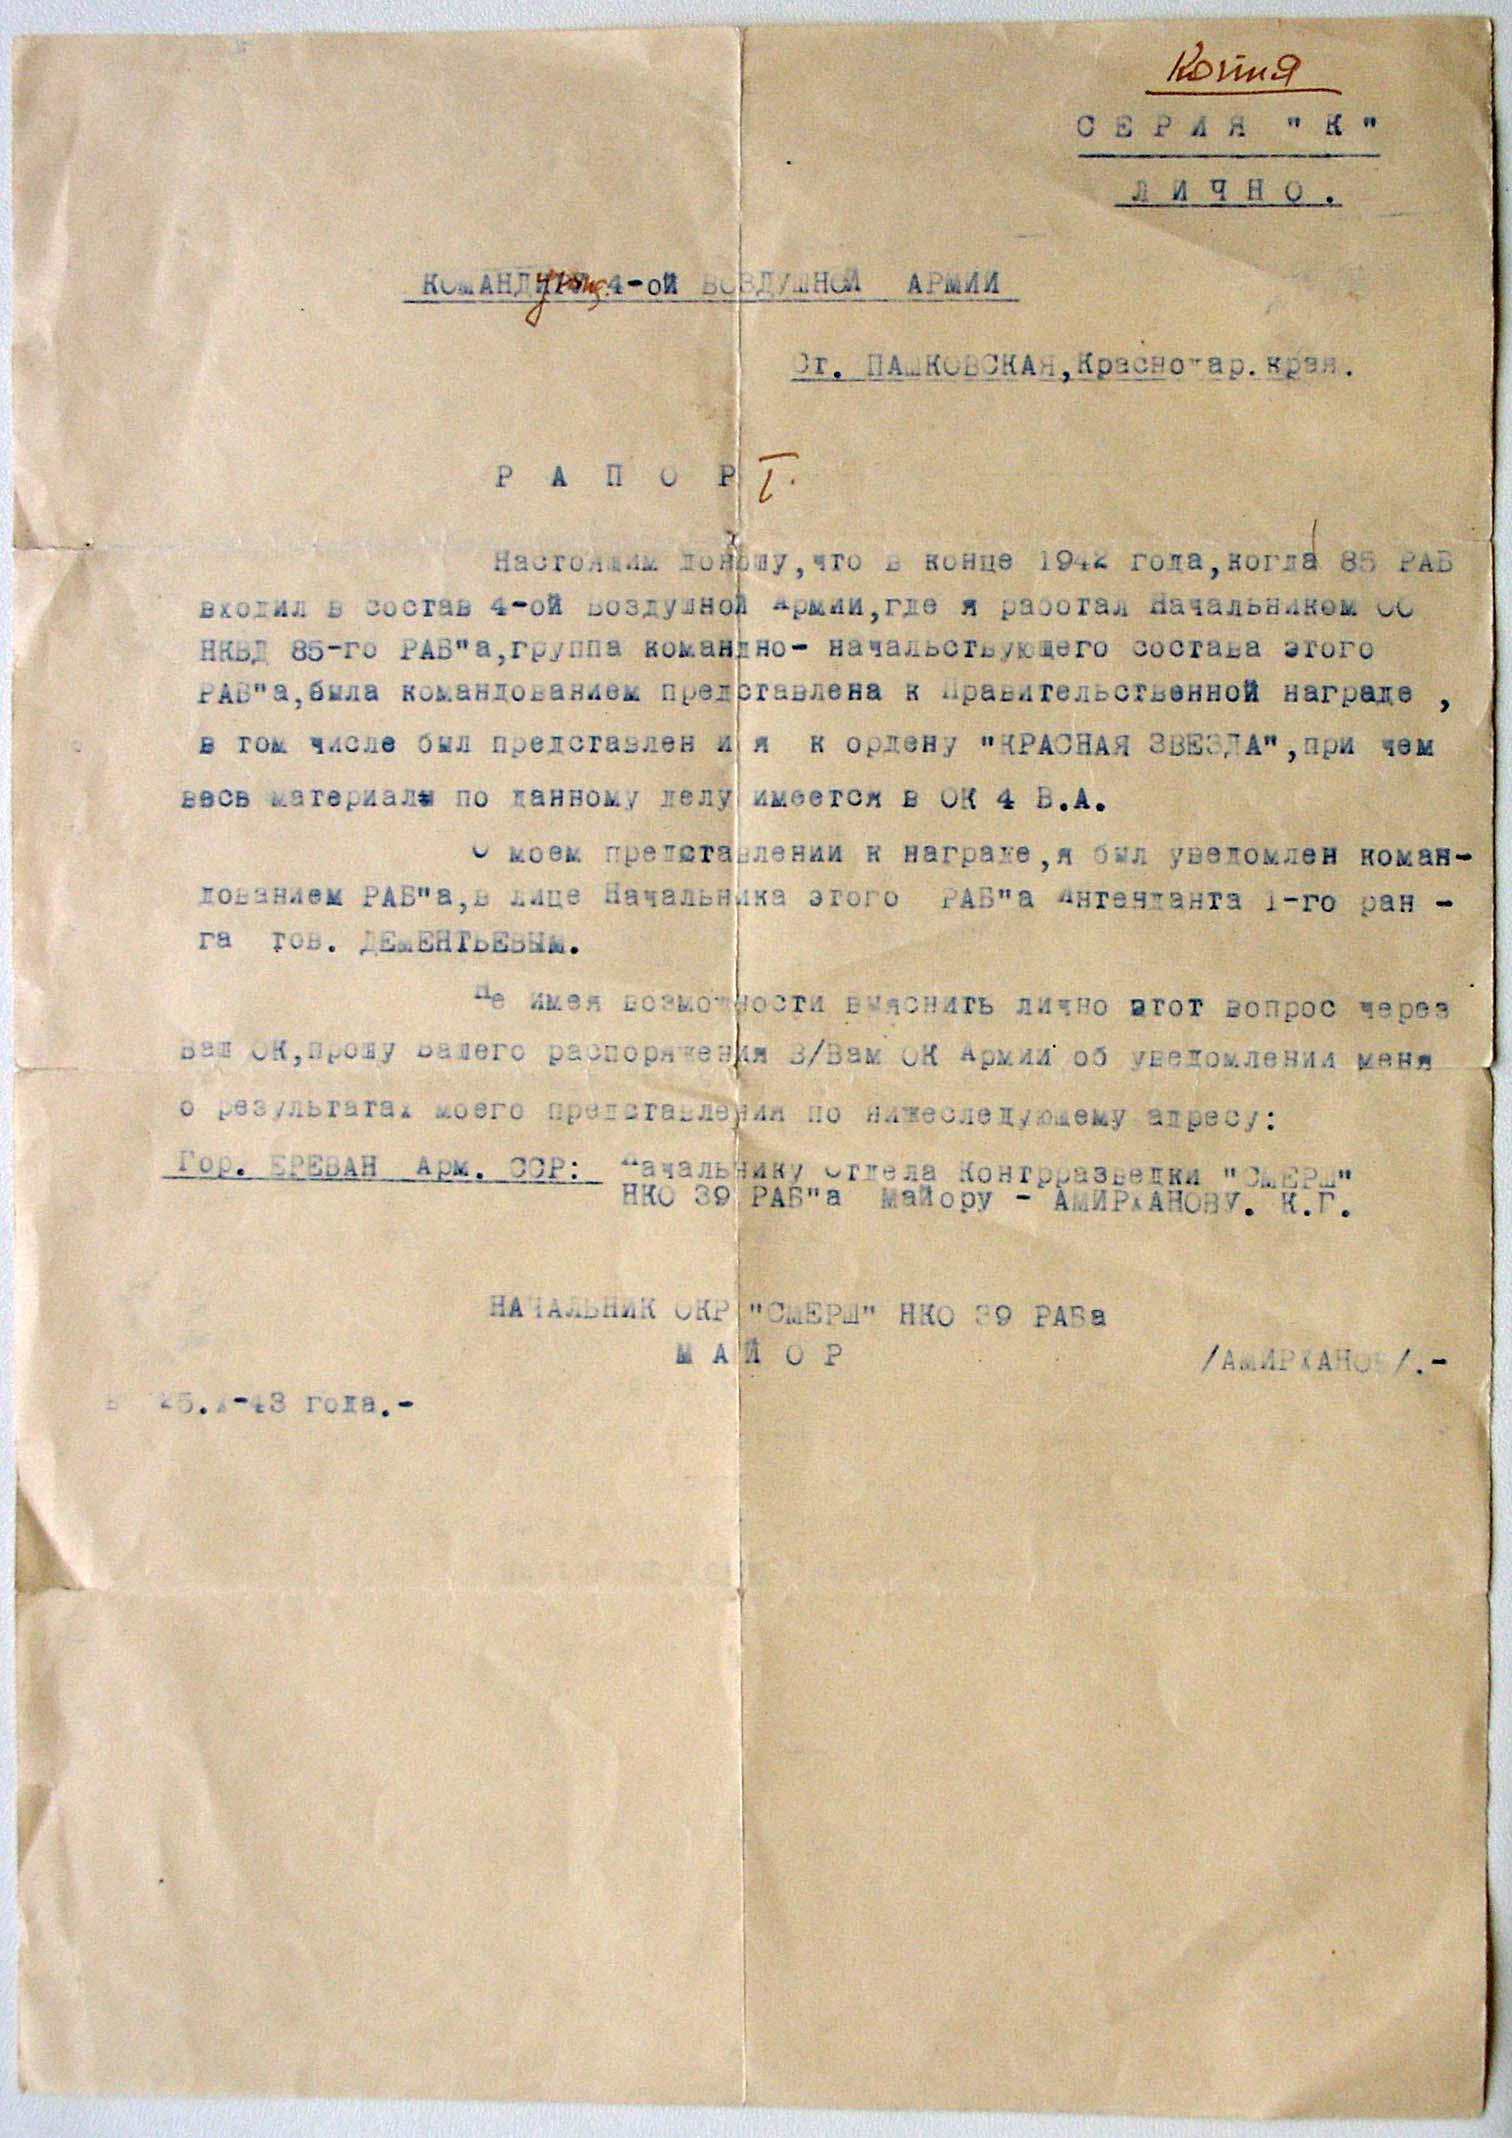 Копия
СЕРИЯ "К"
ЛИЧНО.
4-ой ВОЗДУШНОЙ АРМИИ
Ст. ПАШКОВСКАЯ, Краснотар. края.
РАПОРТ.
Настоящим доношу, что в конце 1942 года, когда 85 РАБ
входил в состав 4-ой Воздушной Армии, где я работал Начальником ОО
НКВД 85-го РАБ"а, группа командно- начальствующего состава этого
РАБ"а, была командованием представлена к Правительственной награде ,
в том числе был представлен и я к ордену "КРАСНАЯ ЗВЕЗДА", при чем
весь материал по данному делу имеется в ОК 4 В.А.
О моем представлении к награде, я был уведомлен коман-
дованием РАБ"а, в лице Начальника этого РАБ"а Интенданта 1-го ран -
га тов. ДЕМЕНТЬЕВЫМ.
Не имея возможности выяснить лично этот вопрос через
Ваш ОК, прошу Вашего распоряжения В/Вам ОК Армии об уведомлении меня
о результатах моего представления по нижеследующему адресу:
Гор. ЕРЕВАН Арм. ССР: Начальнику Отдела Контрразведки "СМЕРШ"
НКО 39 РАБ"а майору - АМИРХАНОВУ. К.Г.
НАЧАЛЬНИК ОКР "СМЕРШ" НКО 39 РАБа
МАЙОР /АМИРХАНОВ/.-
25.X-43 года.-